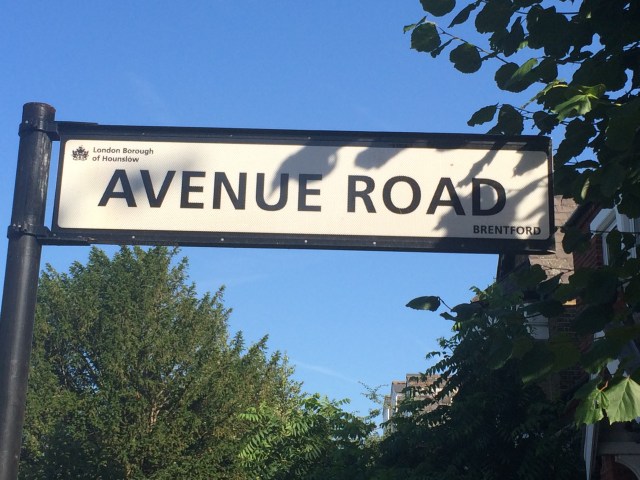 London Borough
of Hounslow
AVENUE ROAD
BRENTFORD